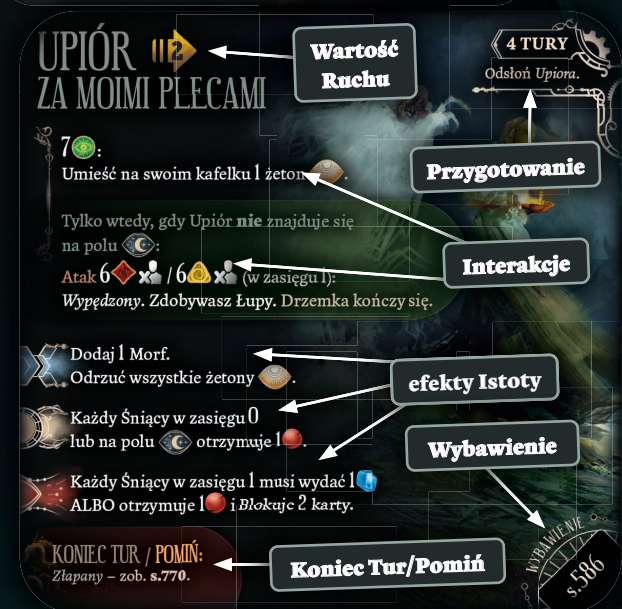 UPIÓR
2
ZA MOIMI PLECAMI
Wartość
Ruchu
4 TURY
Odsłoń Upiora.
Przygotowanie
7 :
Umieść na swoim kafelku 1 żeton .
Tylko wtedy, gdy Upiór nie znajduje się
na polu :
Atak 6 / 6 (w zasięgu 1):
Wypędzony. Zdobywasz Łupy. Drzemka kończy się.
Interakcje
Dodaj 1 Morf.
Odrzuć wszystkie żetony .
efekty Istoty
Każdy Śniący w zasięgu 0
lub na polu otrzymuje 1 .
Wybawienie
Każdy Śniący w zasięgu 1 musi wydać 1
ALBO otrzymuje 1 i Blokuje 2 karty.
KONIEC TUR / POMIŃ:
Złapany – zob. s.770.
Koniec Tur/Pomiń
WYBAWIENIE
s.586